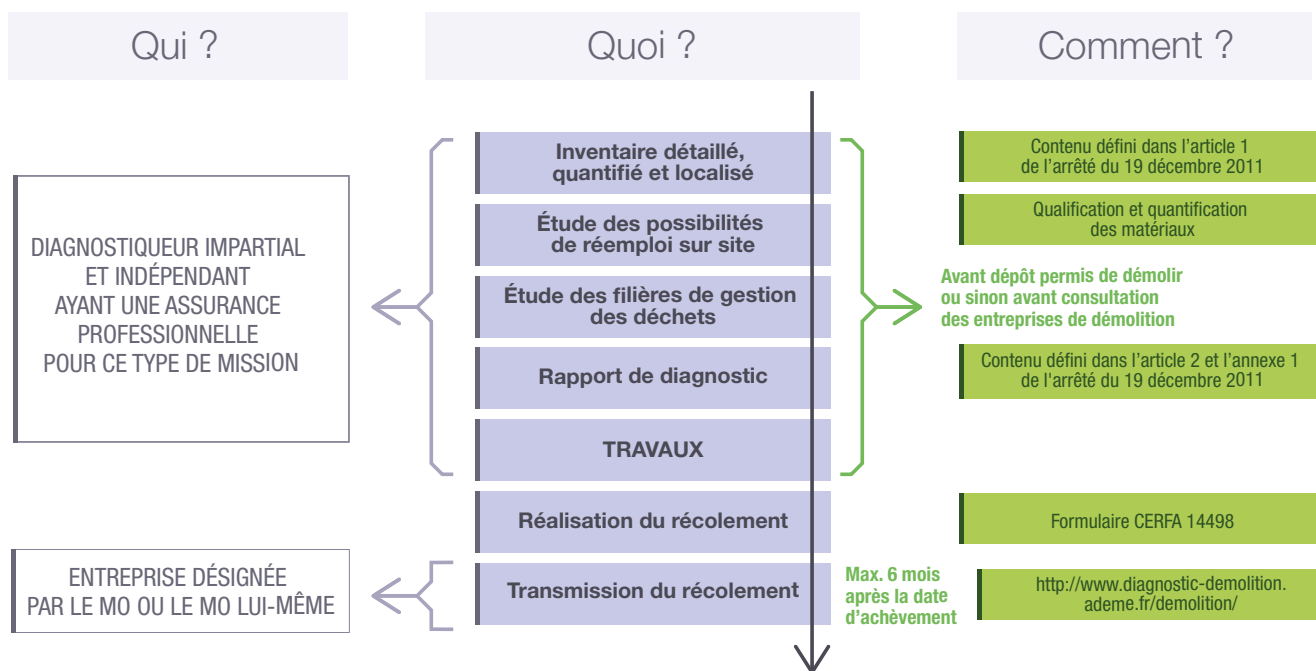 Qui ?
Quoi ?
Comment ?
DIAGNOSTIQUEUR IMPARTIAL
ET INDÉPENDANT
AYANT UNE ASSURANCE
PROFESSIONNELLE
POUR CE TYPE DE MISSION
ENTREPRISE DÉSIGNÉE
PAR LE MO OU LE MO LUI-MÊME
Inventaire détaillé,
quantifié et localisé
Étude des possibilités
de réemploi sur site
Étude des filières de gestion
des déchets
Rapport de diagnostic
TRAVAUX
Réalisation du récolement
Transmission du récolement
Max. 6 mois
après la date
d'achèvement
Contenu défini dans l'article 1
de l'arrêté du 19 décembre 2011
Qualification et quantification
des matériaux
Avant dépôt permis de démolir
ou sinon avant consultation
des entreprises de démolition
Contenu défini dans l'article 2 et l'annexe 1
de l'arrêté du 19 décembre 2011
Formulaire CERFA 14498
http://www.diagnostic-demolition.
ademe.fr/demolition/